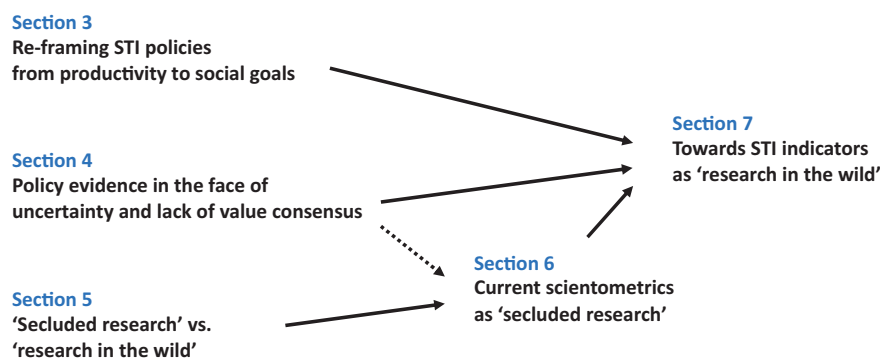 Section 3
Re-framing STI policies
from productivity to social goals
Section 4
Policy evidence in the face of
uncertainty and lack of value consensus
Section 5
‘Secluded research’ vs.
‘research in the wild’
Section 6
Current scientometrics
as ‘secluded research’
Section 7
Towards STI indicators
as ‘research in the wild’